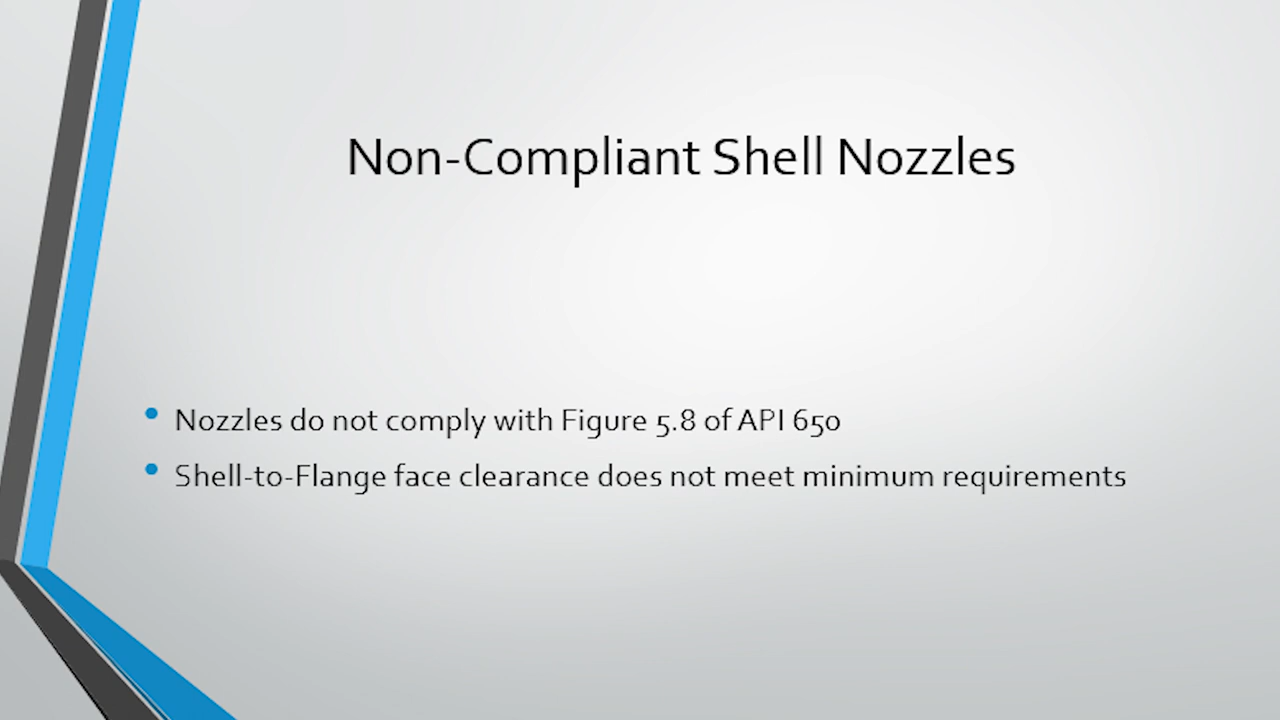 Non-Compliant Shell Nozzles
• Nozzles do not comply with Figure 5.8 of API 650
• Shell-to-Flange face clearance does not meet minimum requirements